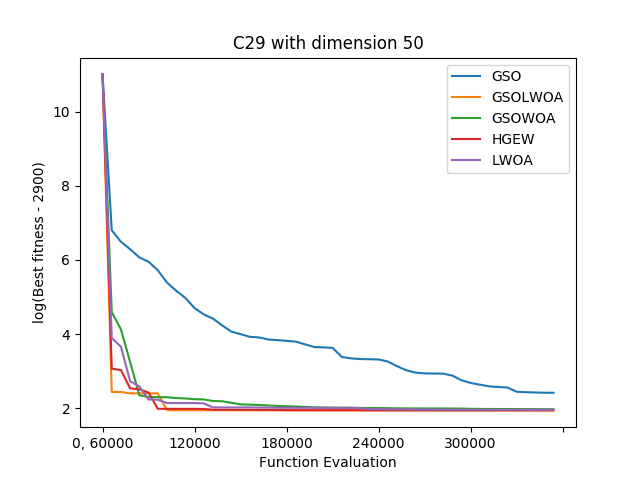 C29 with dimension 50
log(Best fitness - 2900)
10
8
6
4
2
GSO
GSOLWOA
GSOWOA
HGEW
LWOA
0, 60000 120000 180000 240000 300000
Function Evaluation